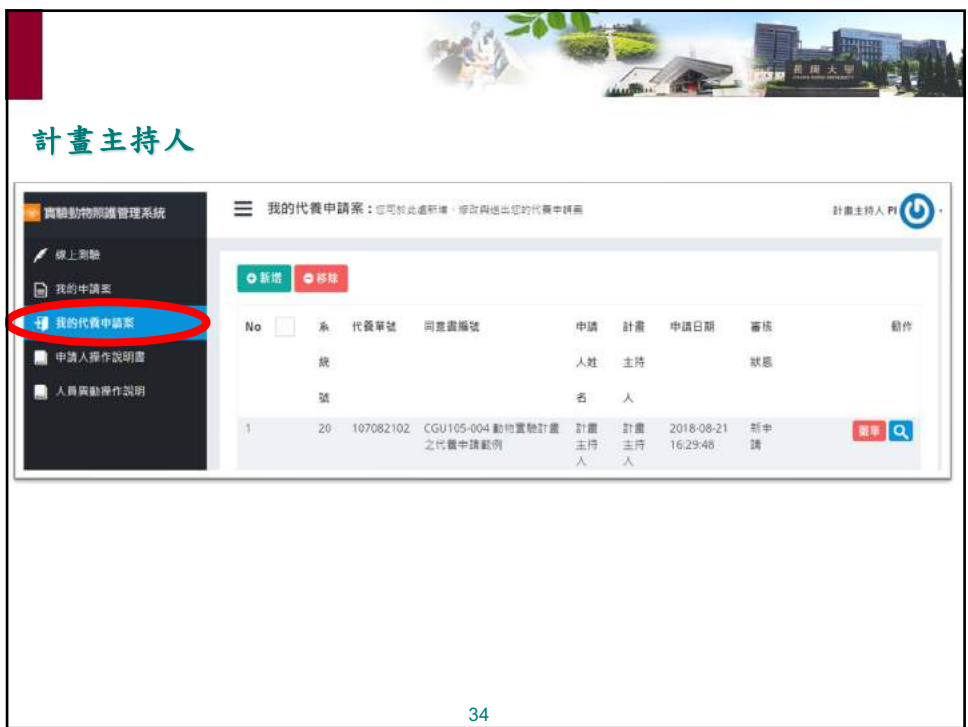 長庚大學
計畫主持人
實驗動物照護管理系統
我的代養申請案：您可於此處新增、修改與送出您的代養申請案
計畫主持人 PI
線上測驗
我的申請案
我的代養申請案
申請人操作說明書
人員異動操作說明
新增
移除
No 系統號 代養單號 同意書編號 申請人姓名 計畫主持人 申請日期 審核狀態 動作
1 20 107082102 CGU105-004 動物實驗計畫之代養申請範例 計畫主持人 計畫主持人 2018-08-21 16:29:48 新申請 撤單
34